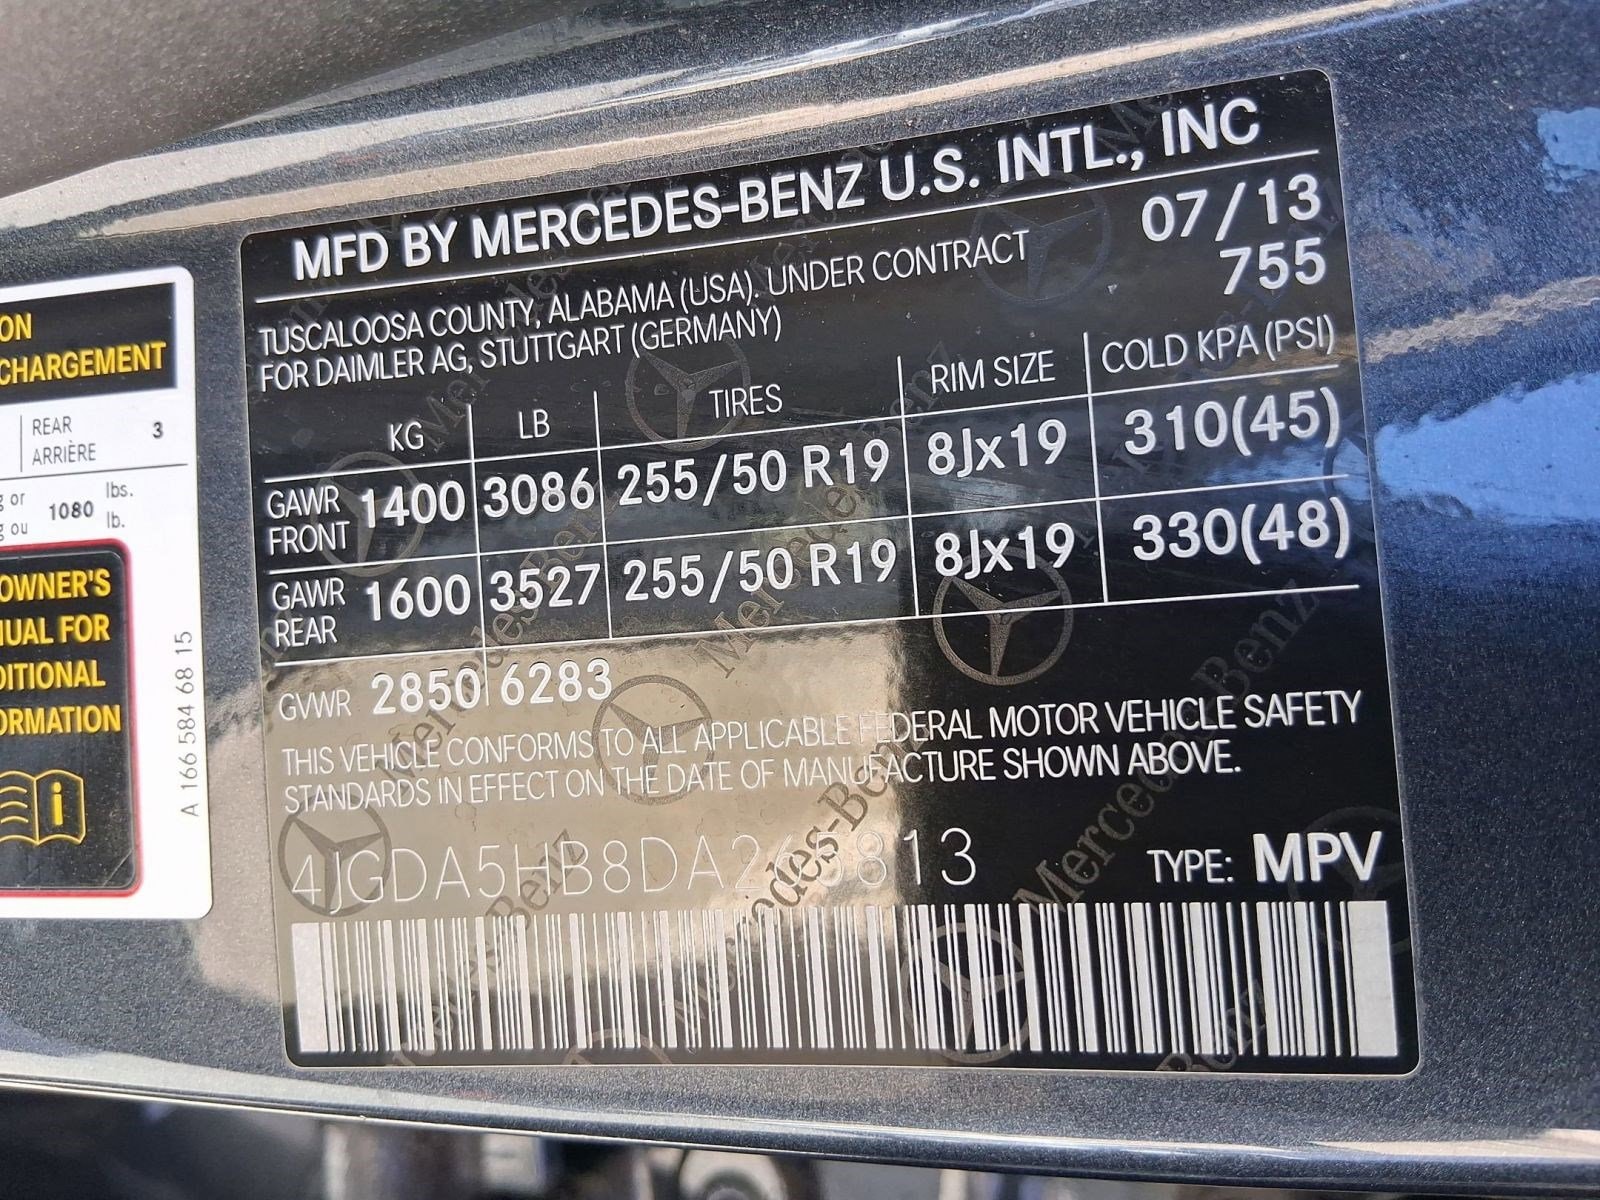 ON
CHARGEMENT
REAR 3
ARRIÈRE
g or 1080 lbs.
g ou lb.
OWNER'S
UAL FOR
DITIONAL
ORMATION
i
A 166 584 68 15
MFD BY MERCEDES-BENZ U.S. INTL., INC
TUSCALOOSA COUNTY, ALABAMA (USA). UNDER CONTRACT 07/13
FOR DAIMLER AG, STUTTGART (GERMANY) 755
KG LB TIRES RIM SIZE COLD KPA (PSI)
GAWR FRONT 1400 3086 255/50 R19 8Jx19 310(45)
GAWR REAR 1600 3527 255/50 R19 8Jx19 330(48)
GVWR 2850 6283
THIS VEHICLE CONFORMS TO ALL APPLICABLE FEDERAL MOTOR VEHICLE SAFETY
STANDARDS IN EFFECT ON THE DATE OF MANUFACTURE SHOWN ABOVE.
TYPE: MPV
Mercedes-Benz